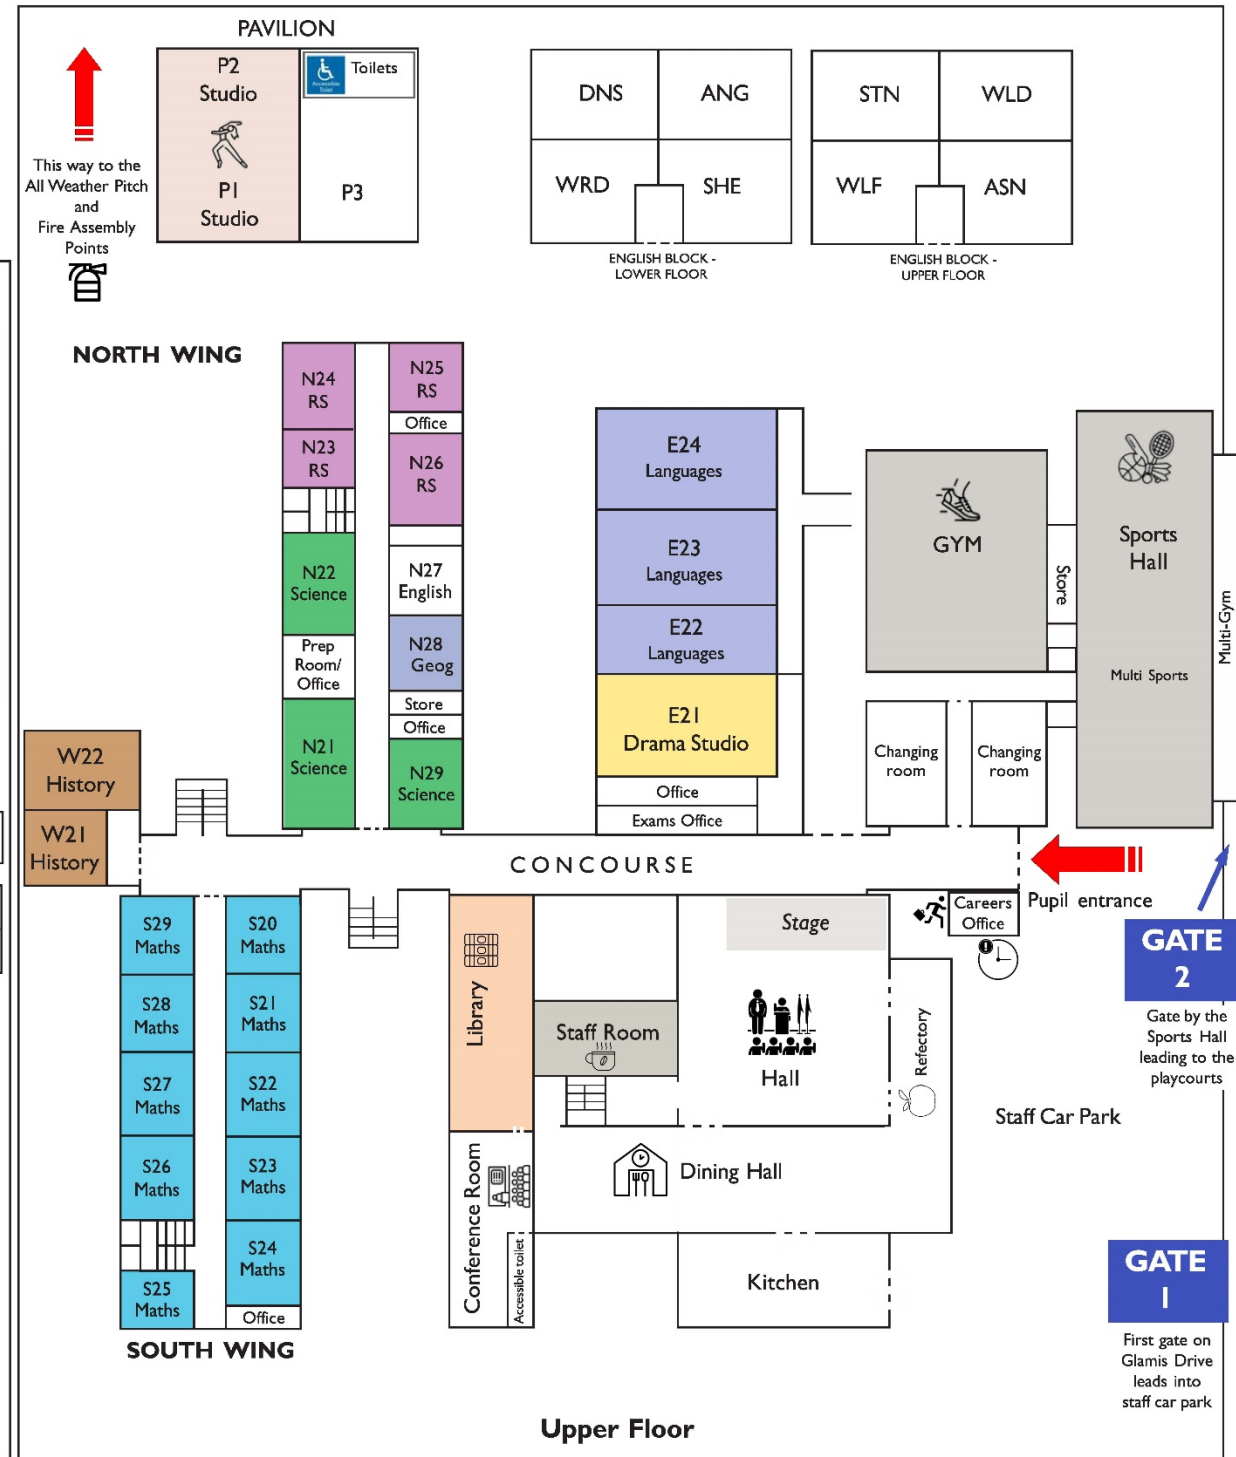 PAVILION
P2
Studio
P1
Studio
Accessible
Toilet
Toilets
P3
This way to the
All Weather Pitch
and
Fire Assembly
Points
DNS
ANG
WRD
SHE
ENGLISH BLOCK -
LOWER FLOOR
STN
WLD
WLF
ASN
ENGLISH BLOCK -
UPPER FLOOR
NORTH WING
N24
RS
N23
RS
N22
Science
Prep
Room/
Office
N21
Science
N25
RS
Office
N26
RS
N27
English
N28
Geog
Store
Office
N29
Science
E24
Languages
E23
Languages
E22
Languages
E21
Drama Studio
Office
Exams Office
GYM
Store
Sports
Hall
Multi Sports
Multi-Gym
Changing
room
Changing
room
W22
History
W21
History
CONCOURSE
Pupil entrance
Careers
Office
GATE
2
Gate by the
Sports Hall
leading to the
playcourts
S29
Maths
S28
Maths
S27
Maths
S26
Maths
S25
Maths
S20
Maths
S21
Maths
S22
Maths
S23
Maths
S24
Maths
Office
SOUTH WING
Library
Conference Room
Accessible toilet
Staff Room
Stage
Hall
Refectory
Dining Hall
Kitchen
Staff Car Park
GATE
1
First gate on
Glamis Drive
leads into
staff car park
Upper Floor